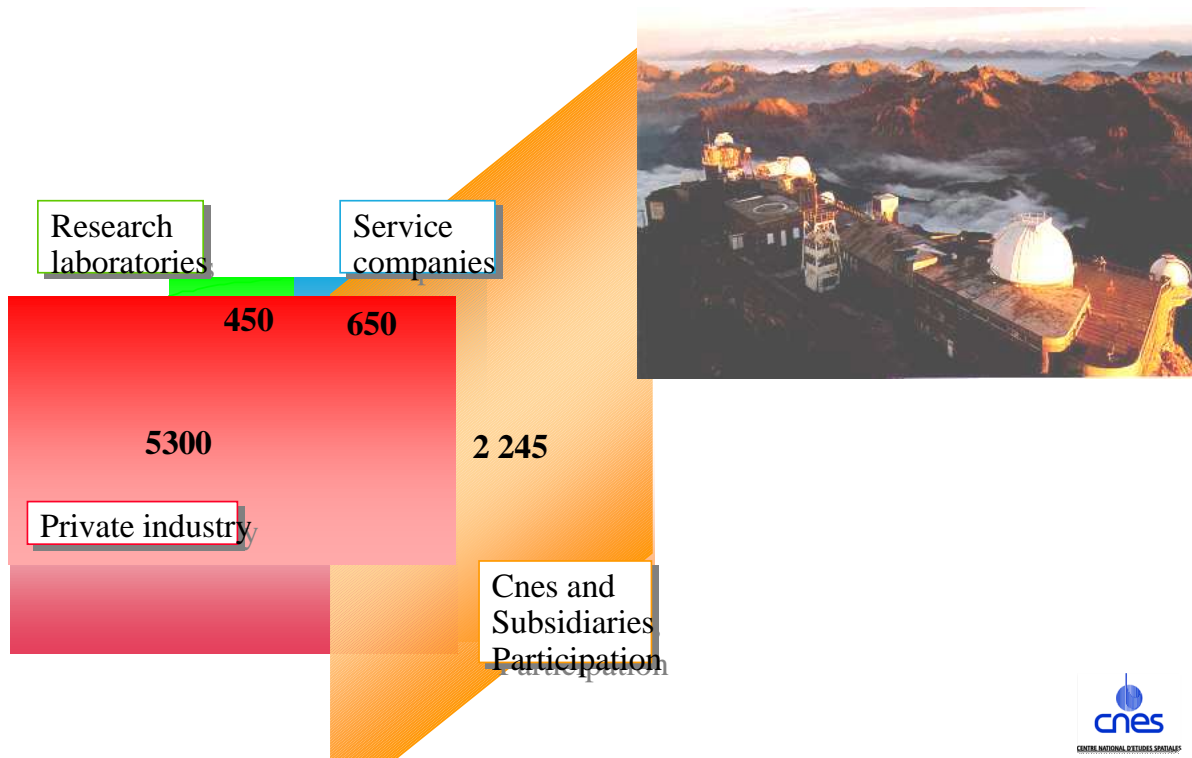 Research
laboratories
Service
companies
450
650
5300
2 245
Private industry
Cnes and
Subsidiaries
Participation
cnes
CENTRE NATIONAL D'ETUDES SPATIALES